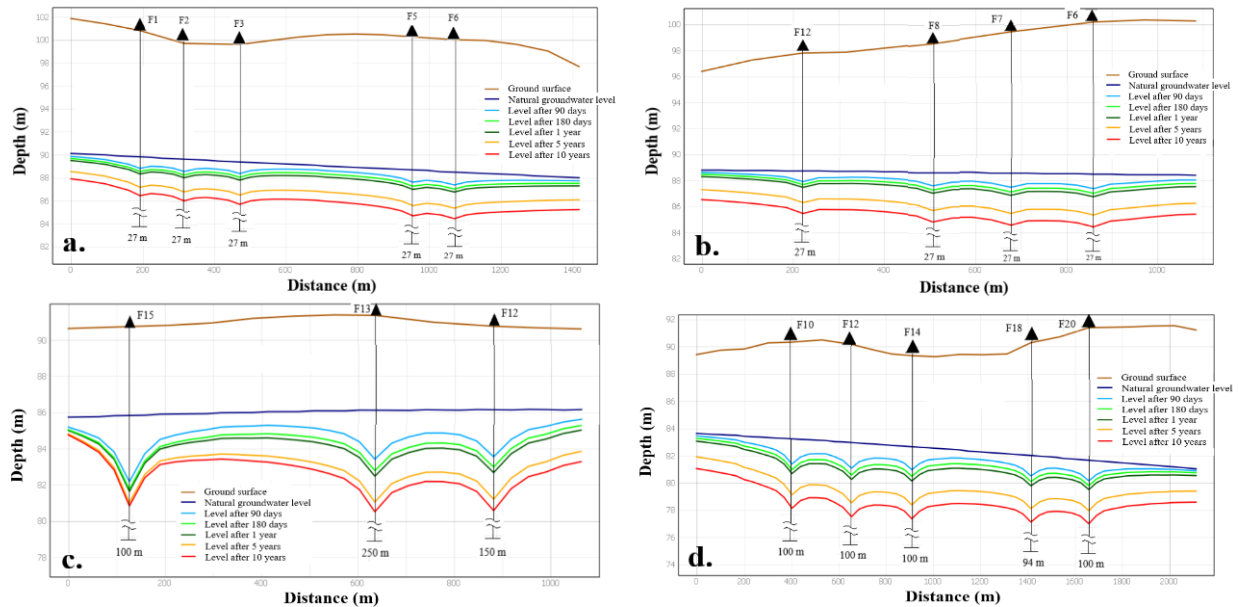 F1 F2 F3 F5 F6
102
100
98
96
94
92
90
88
86
84
82
Depth (m)
Ground surface
Natural groundwater level
Level after 90 days
Level after 180 days
Level after 1 year
Level after 5 years
Level after 10 years
27 m 27 m 27 m 27 m 27 m
a.
0 200 400 600 800 1000 1200 1400
Distance (m)
F12 F8 F7 F6
100
98
96
94
92
90
88
86
84
82
Depth (m)
Ground surface
Natural groundwater level
Level after 90 days
Level after 180 days
Level after 1 year
Level after 5 years
Level after 10 years
27 m 27 m 27 m 27 m
b.
0 200 400 600 800 1000
Distance (m)
F15 F13 F12
90
88
86
84
82
80
78
Depth (m)
Ground surface
Natural groundwater level
Level after 90 days
Level after 180 days
Level after 1 year
Level after 5 years
Level after 10 years
100 m 250 m 150 m
c.
0 200 400 600 800 1000
Distance (m)
F10 F12 F14 F18 F20
92
90
88
86
84
82
80
78
76
74
Depth (m)
Ground surface
Natural groundwater level
Level after 90 days
Level after 180 days
Level after 1 year
Level after 5 years
Level after 10 years
100 m 100 m 100 m 94 m 100 m
d.
0 200 400 600 800 1000 1200 1400 1600 1800 2000
Distance (m)